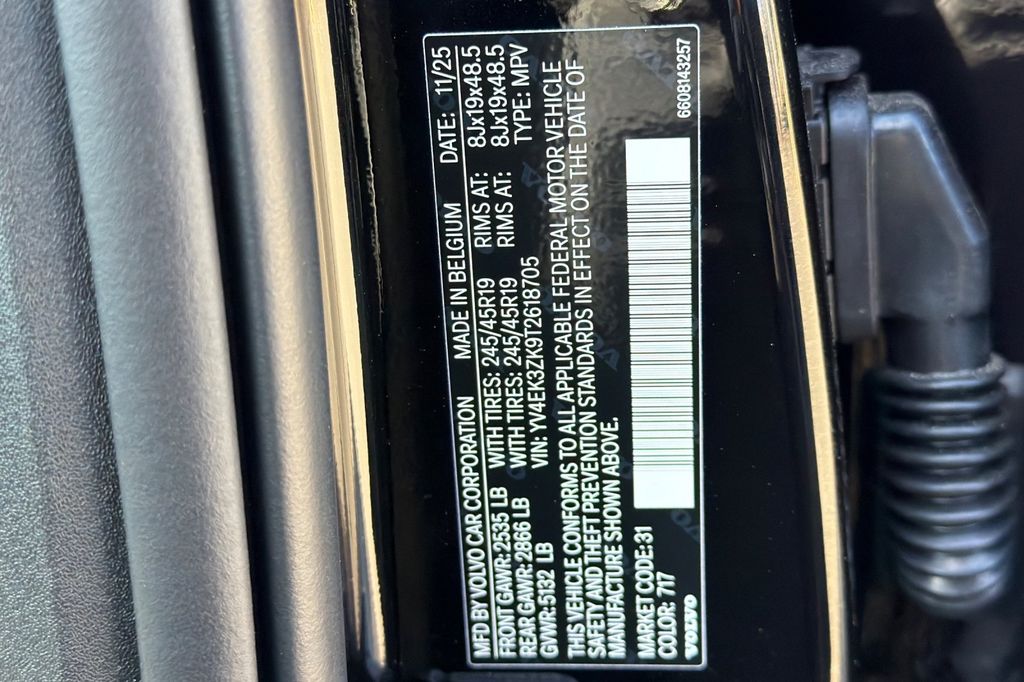 MFD BY VOLVO CAR CORPORATION MADE IN BELGIUM DATE: 11/25
FRONT GAWR: 2535 LB WITH TIRES: 245/45R19 RIMS AT: 8Jx19x48.5
REAR GAWR: 2866 LB WITH TIRES: 245/45R19 RIMS AT: 8Jx19x48.5
GVWR: 5132 LB VIN: YV4EK3ZK9T2618705 TYPE: MPV
THIS VEHICLE CONFORMS TO ALL APPLICABLE FEDERAL MOTOR VEHICLE
SAFETY AND THEFT PREVENTION STANDARDS IN EFFECT ON THE DATE OF
MANUFACTURE SHOWN ABOVE.
MARKET CODE: 31
COLOR: 717
VOLVO
6608143257